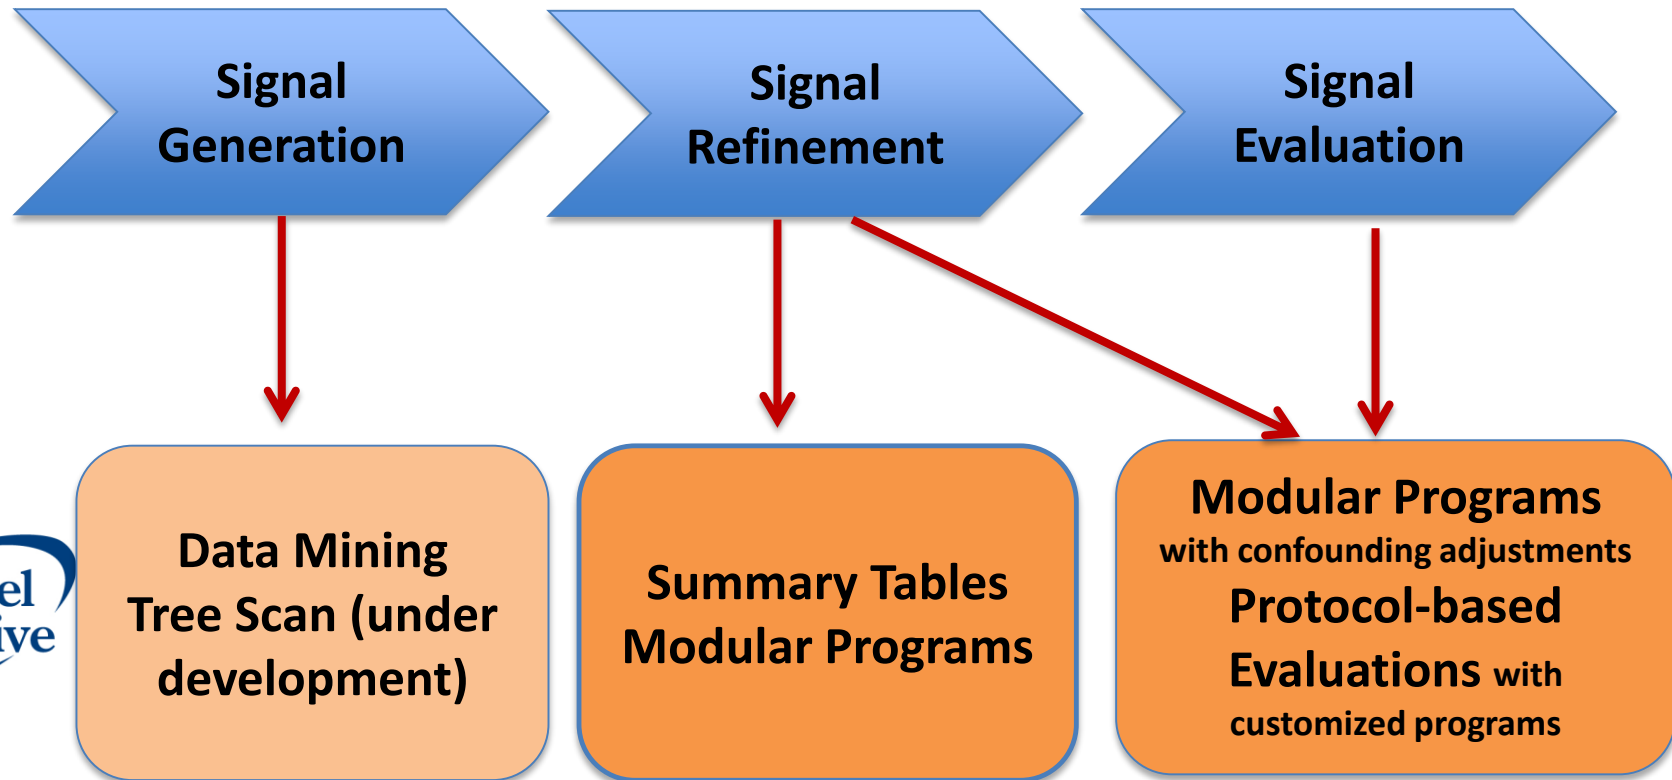 Signal
Generation
Signal
Refinement
Signal
Evaluation
Data Mining
Tree Scan (under
development)
Summary Tables
Modular Programs
Modular Programs
with confounding adjustments
Protocol-based
Evaluations with
customized programs